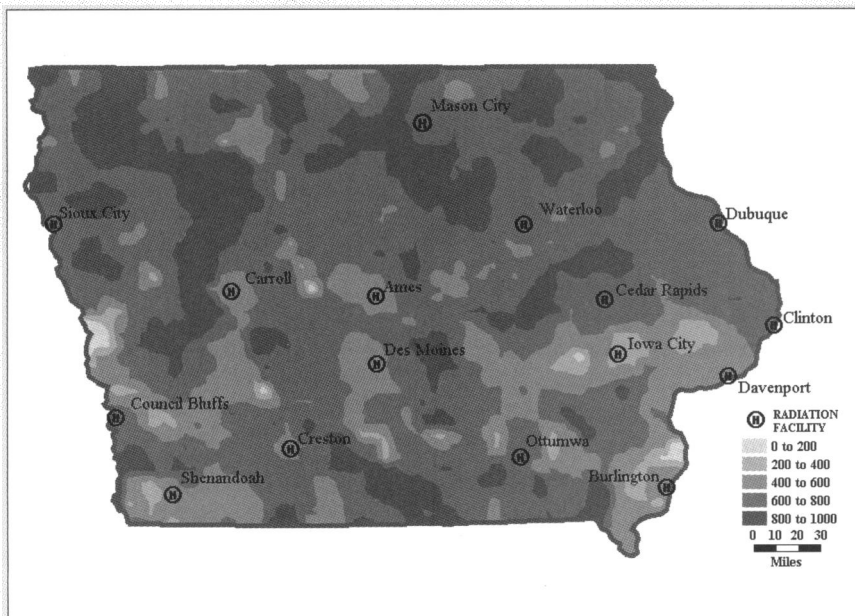 Mason City
Sioux City
Waterloo
Dubuque
Carroll
Ames
Cedar Rapids
Clinton
Des Moines
Iowa City
Davenport
Council Bluffs
Creston
Ottumwa
Shenandoah
Burlington
H RADIATION
FACILITY
0 to 200
200 to 400
400 to 600
600 to 800
800 to 1000
0 10 20 30
Miles